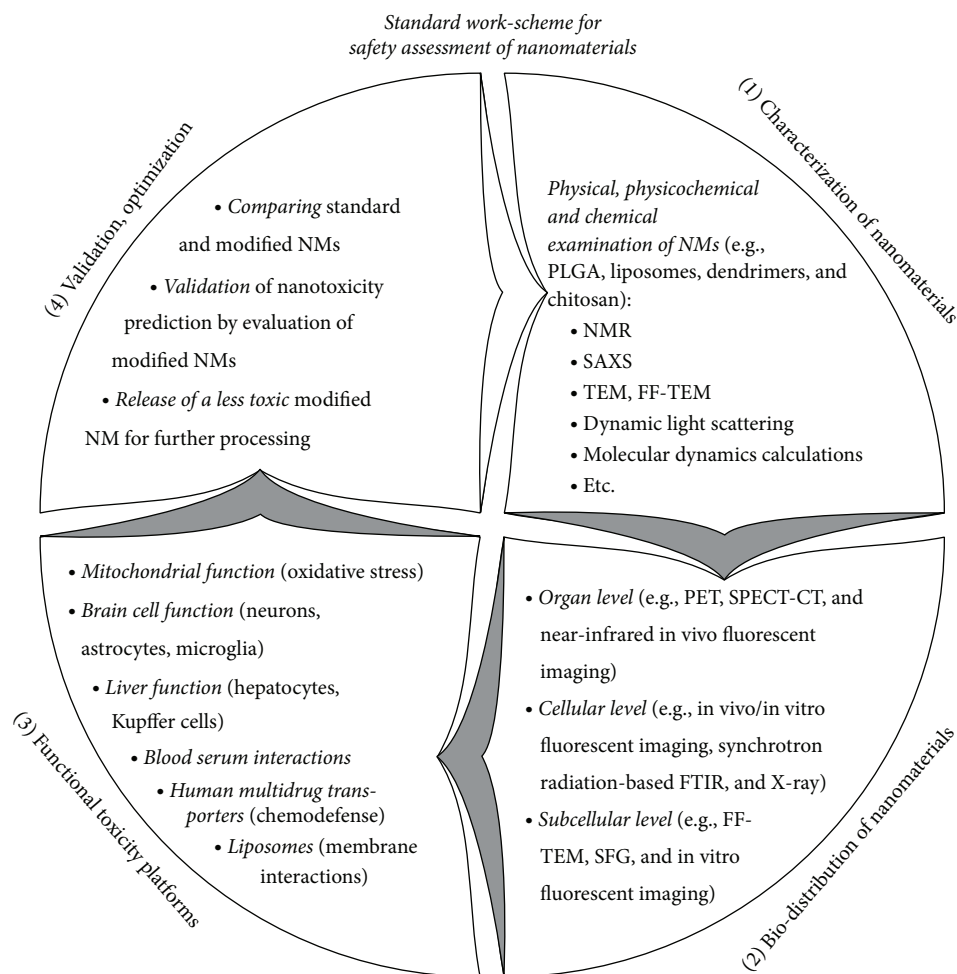 Standard work-scheme for
safety assessment of nanomaterials
(1) Characterization of nanomaterials
Physical, physicochemical
and chemical
examination of NMs (e.g.,
PLGA, liposomes, dendrimers, and
chitosan):
• NMR
• SAXS
• TEM, FF-TEM
• Dynamic light scattering
• Molecular dynamics calculations
• Etc.
(2) Bio-distribution of nanomaterials
• Organ level (e.g., PET, SPECT-CT, and
near-infrared in vivo fluorescent
imaging)
• Cellular level (e.g., in vivo/in vitro
fluorescent imaging, synchrotron
radiation-based FTIR, and X-ray)
• Subcellular level (e.g., FF-
TEM, SFG, and in vitro
fluorescent imaging)
(3) Functional toxicity platforms
• Mitochondrial function (oxidative stress)
• Brain cell function (neurons,
astrocytes, microglia)
• Liver function (hepatocytes,
Kupffer cells)
• Blood serum interactions
• Human multidrug trans-
porters (chemodefense)
• Liposomes (membrane
interactions)
(4) Validation, optimization
• Comparing standard
and modified NMs
• Validation of nanotoxicity
prediction by evaluation of
modified NMs
• Release of a less toxic modified
NM for further processing